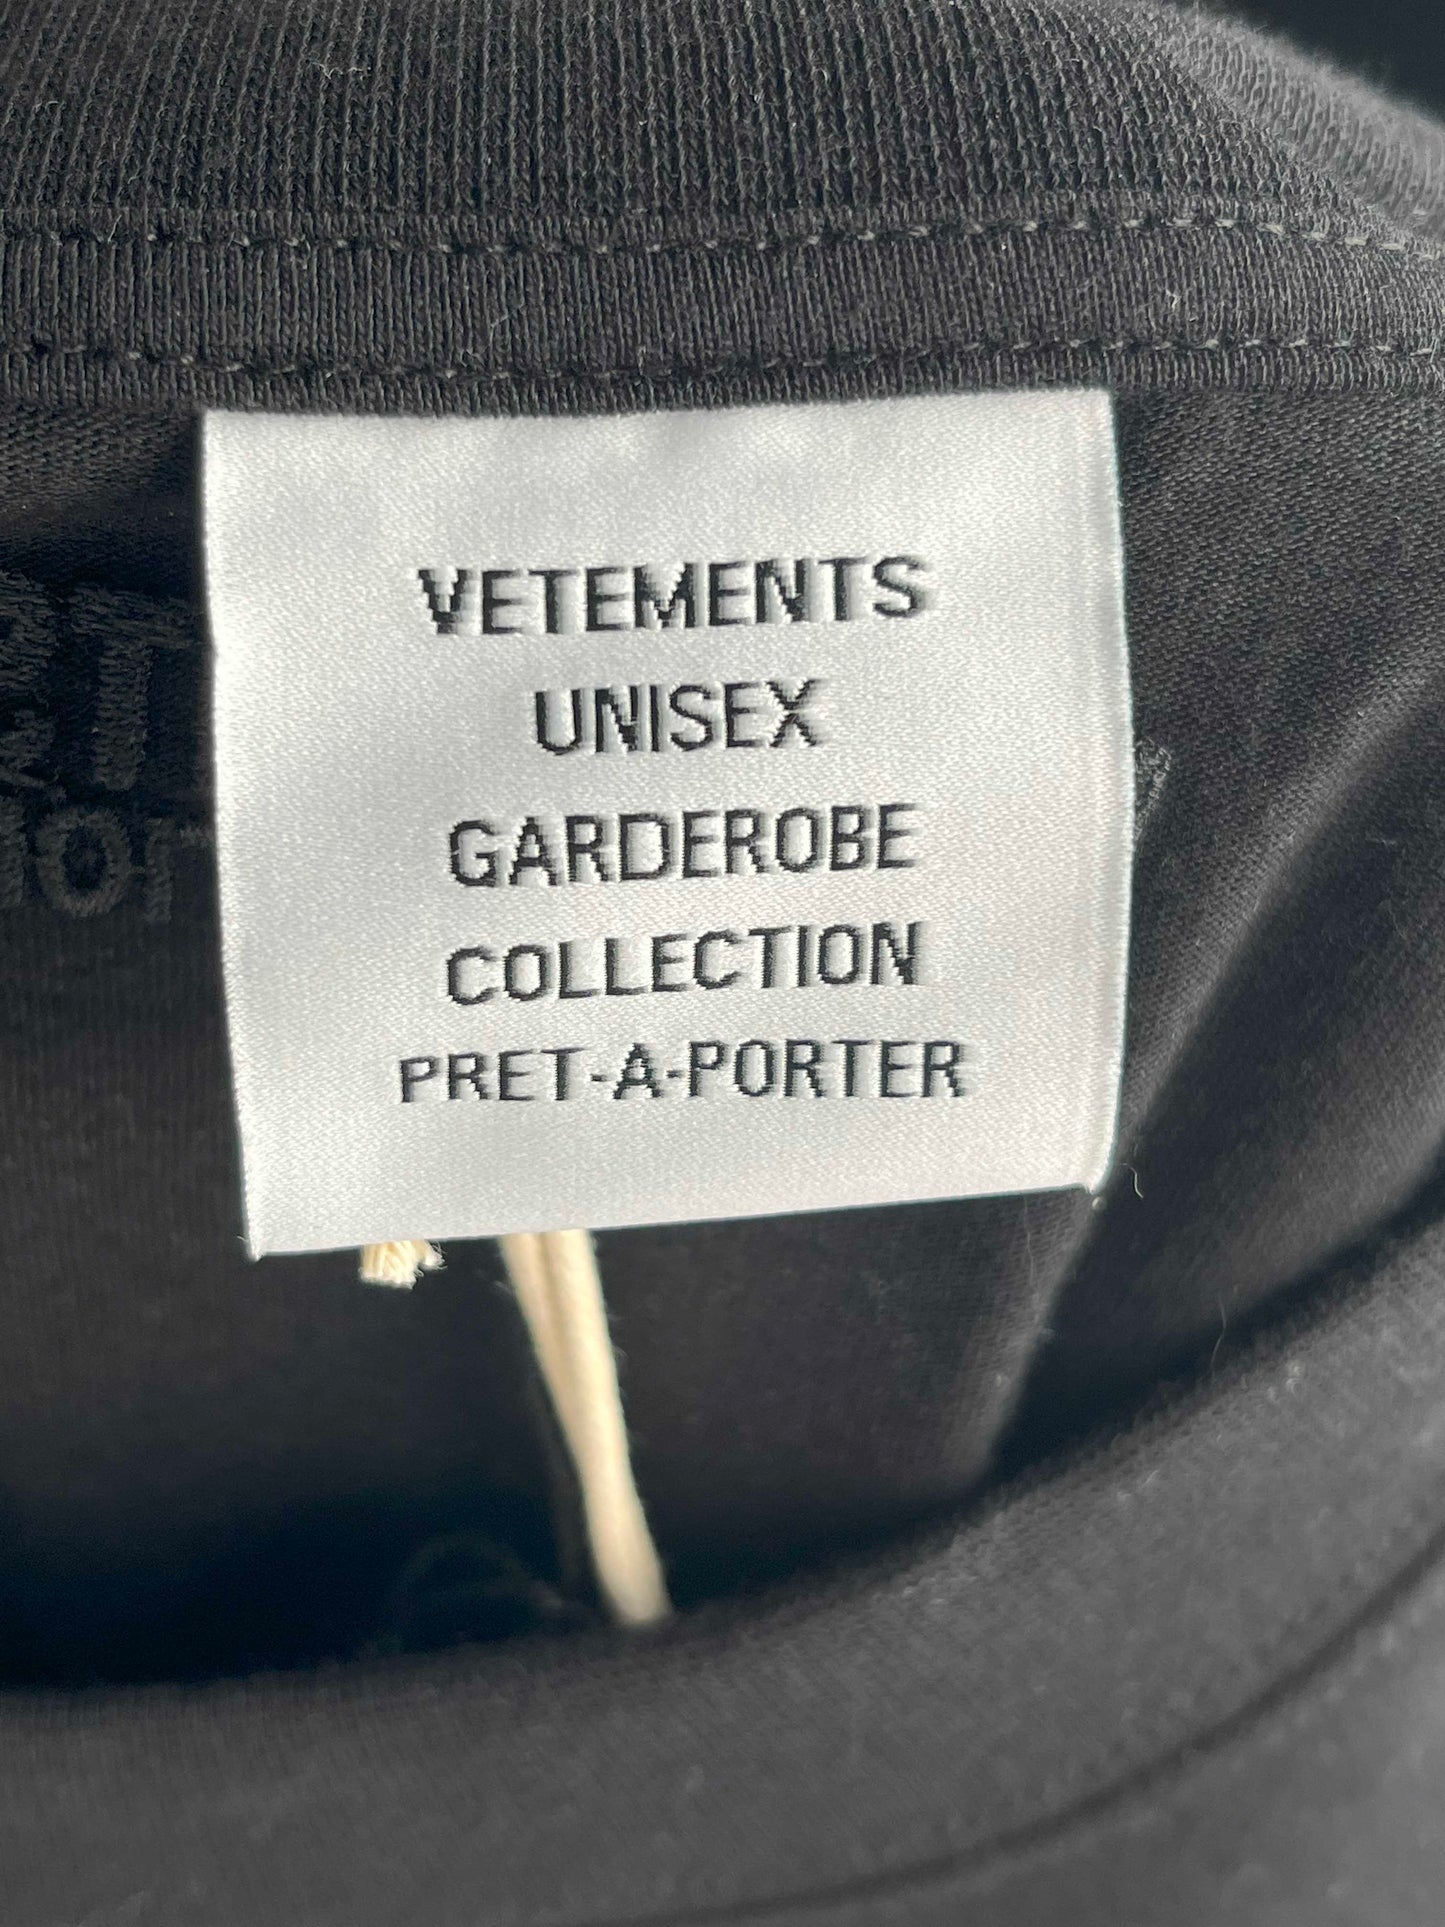 VETEMENTS
UNISEX
GARDEROBE
COLLECTION
PRET-A-PORTER